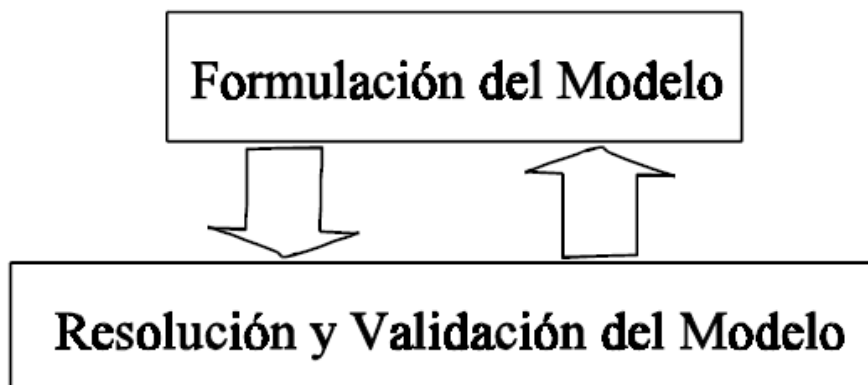 Formulación del Modelo
Resolución y Validación del Modelo